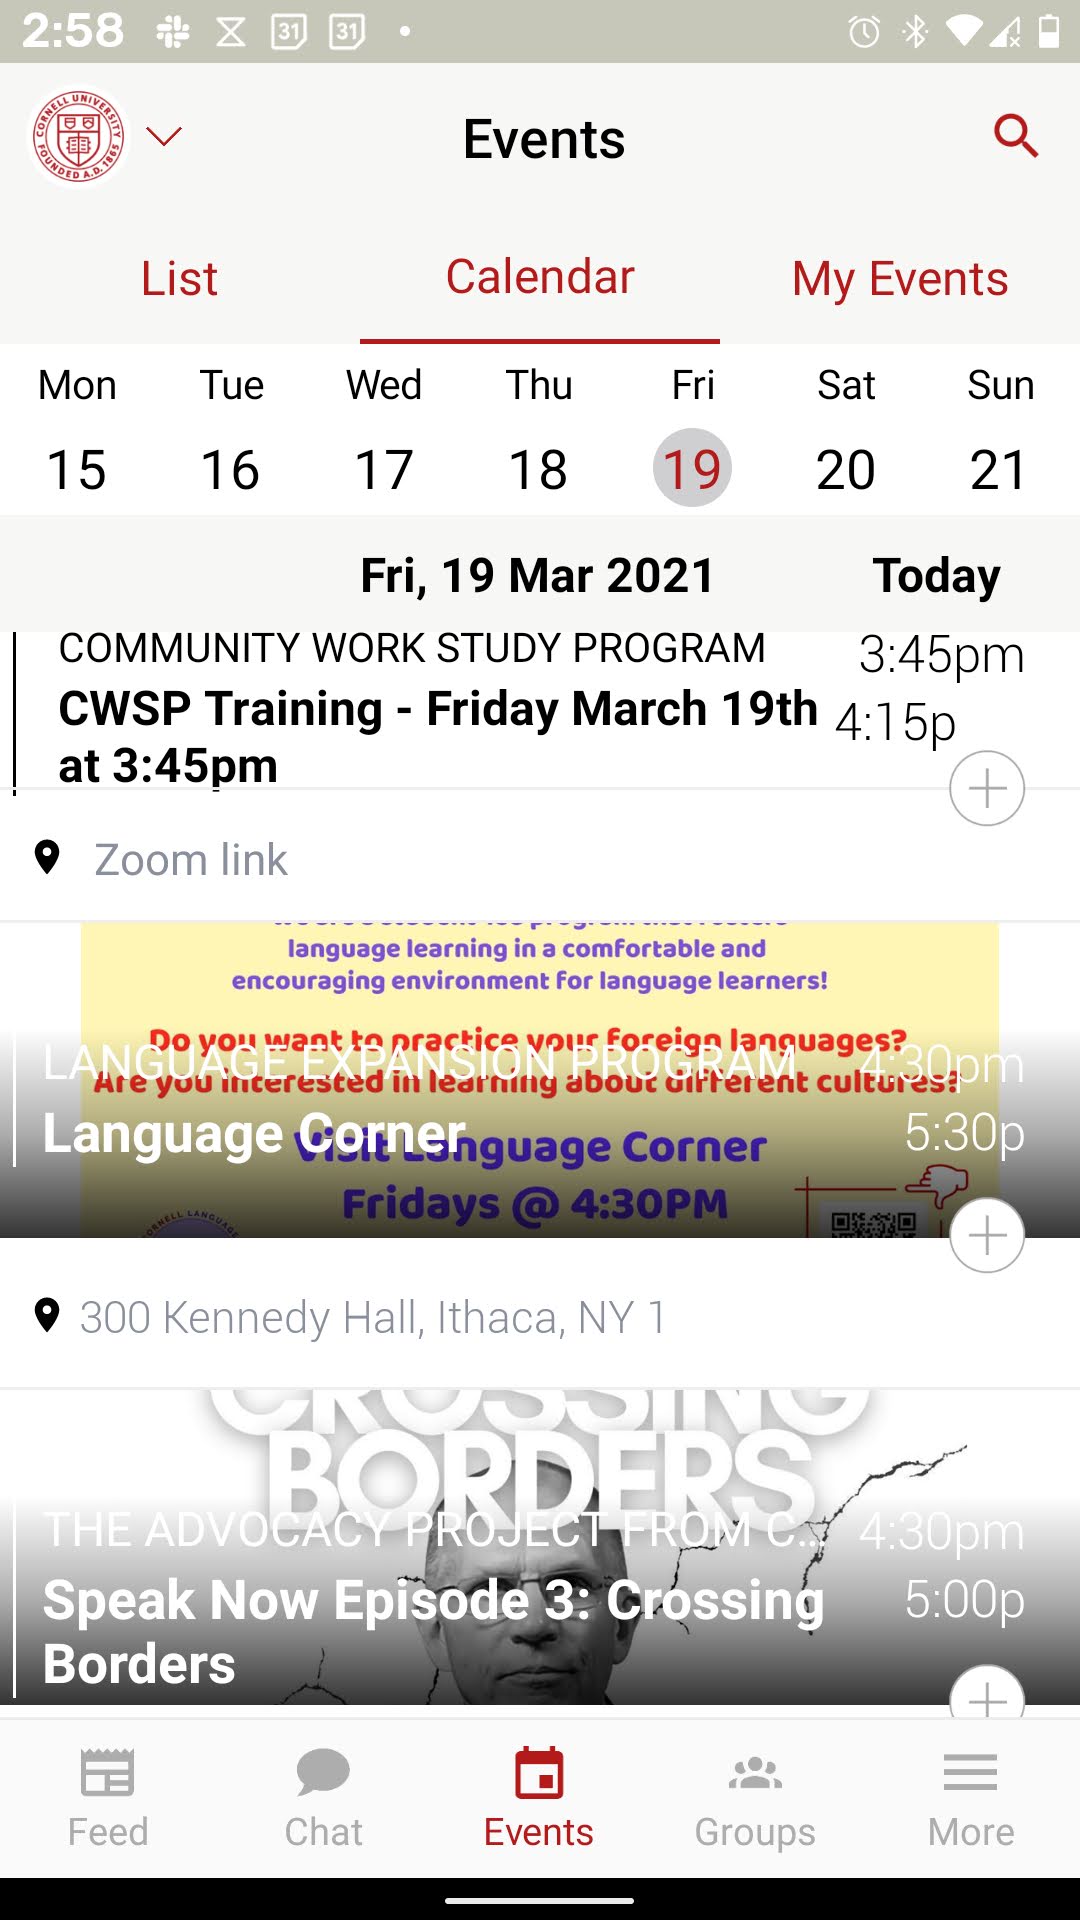 2:58
31
31
CORNELL UNIVERSITY
FOUNDED A.D. 1865
Events
List
Calendar
My Events
Mon Tue Wed Thu Fri Sat Sun
15 16 17 18 19 20 21
Fri, 19 Mar 2021
Today
COMMUNITY WORK STUDY PROGRAM
3:45pm
CWSP Training - Friday March 19th
4:15p
at 3:45pm
Zoom link
language learning in a comfortable and
encouraging environment for language learners!
Do you want to practice your foreign languages?
LANGUAGE EXPANSION PROGRAM
4:30pm
Are you interested in learning about different cultures?
Language Corner
5:30p
Visit Language Corner
Fridays @ 4:30PM
CORNELL LANGUAGE
300 Kennedy Hall, Ithaca, NY 1
CROSSING
BORDERS
THE ADVOCACY PROJECT FROM C...
4:30pm
Speak Now Episode 3: Crossing
5:00p
Borders
Feed
Chat
Events
Groups
More